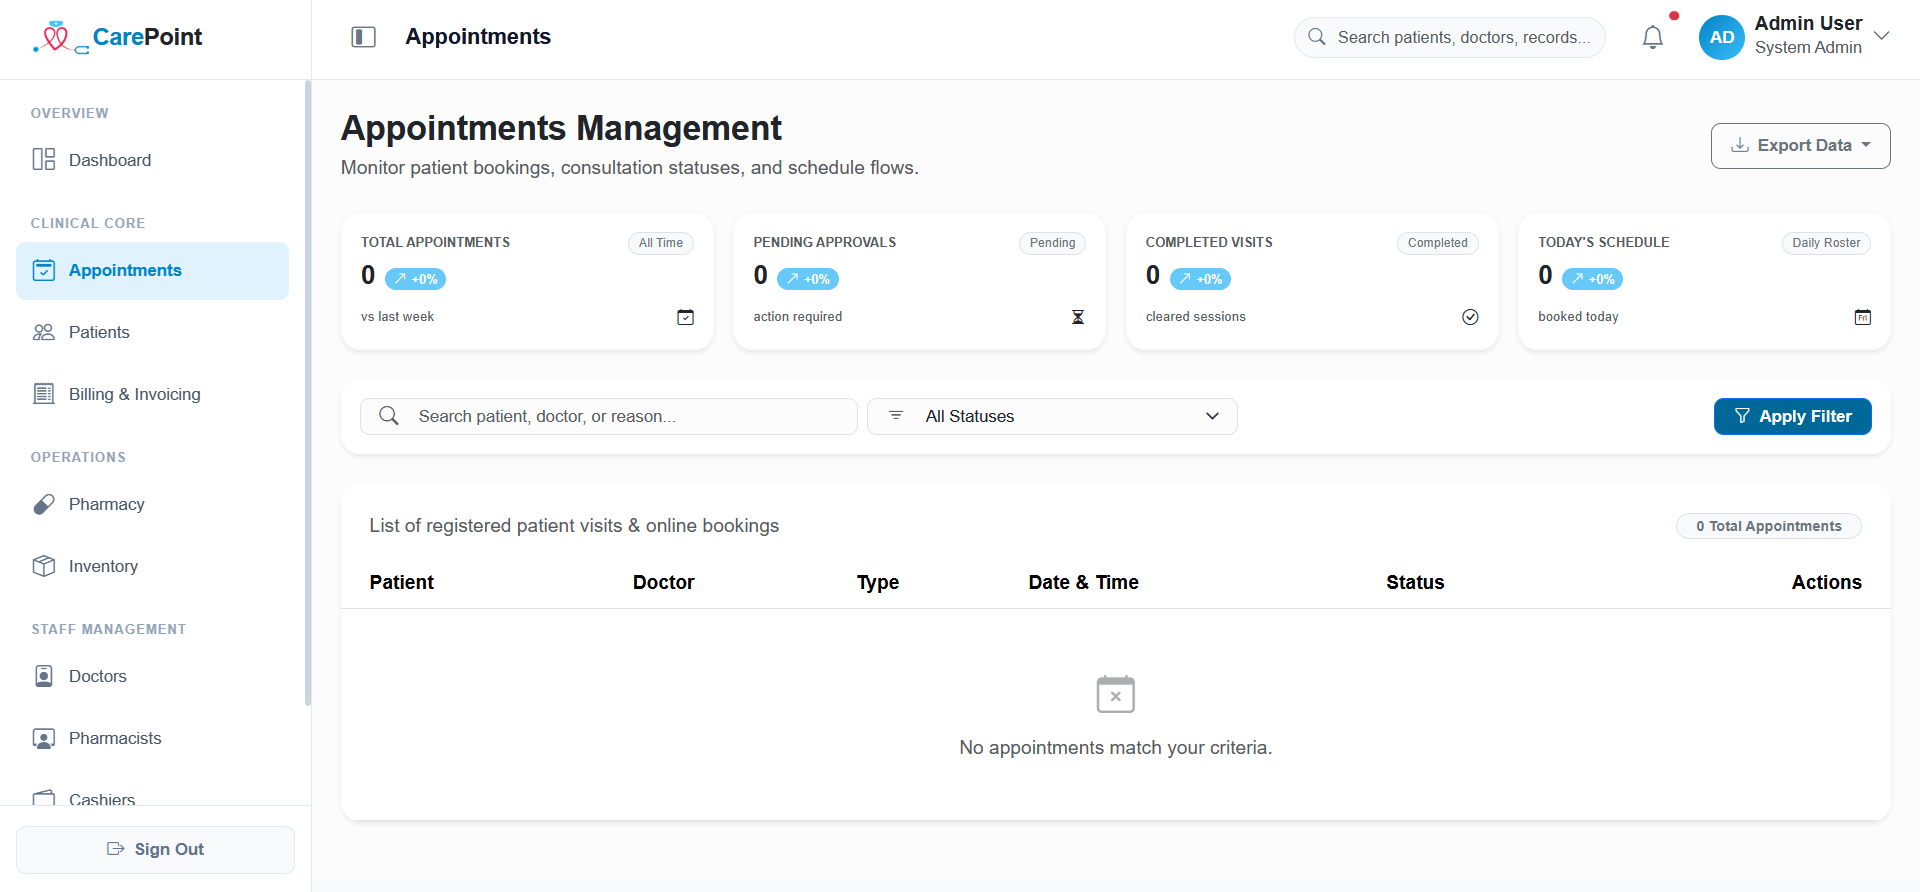 CarePoint
Appointments
Search patients, doctors, records...
AD
Admin User
System Admin
OVERVIEW
Dashboard
CLINICAL CORE
Appointments
Patients
Billing & Invoicing
OPERATIONS
Pharmacy
Inventory
STAFF MANAGEMENT
Doctors
Pharmacists
Cashiers
Sign Out
Appointments Management
Monitor patient bookings, consultation statuses, and schedule flows.
Export Data
TOTAL APPOINTMENTS
All Time
0 +0%
vs last week
PENDING APPROVALS
Pending
0 +0%
action required
COMPLETED VISITS
Completed
0 +0%
cleared sessions
TODAY'S SCHEDULE
Daily Roster
0 +0%
booked today
Fri
Search patient, doctor, or reason...
All Statuses
Apply Filter
List of registered patient visits & online bookings
0 Total Appointments
Patient Doctor Type Date & Time Status Actions
No appointments match your criteria.